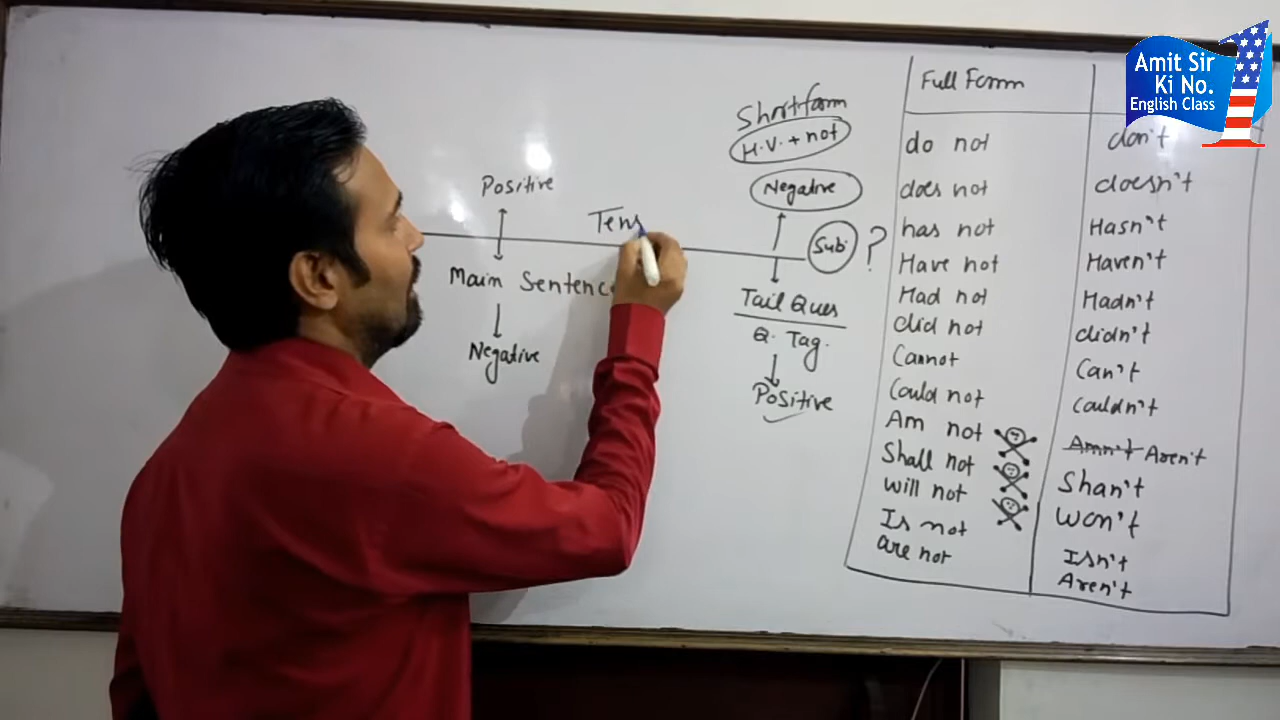 Amit Sir
Ki No.
English Class
Short form
H.V. + not
Positive
Negative
Tens
Sub.
?
Main Sentenc
Negative
Tail Ques
Q. Tag.
Positive
Full Form
do not don't
does not doesn't
has not Hasn't
Have not Haven't
Had not Hadn't
did not didn't
Cannot Can't
Could not Couldn't
Am not Amn't Aren't
Shall not Shan't
will not Won't
Is not Isn't
are not Aren't